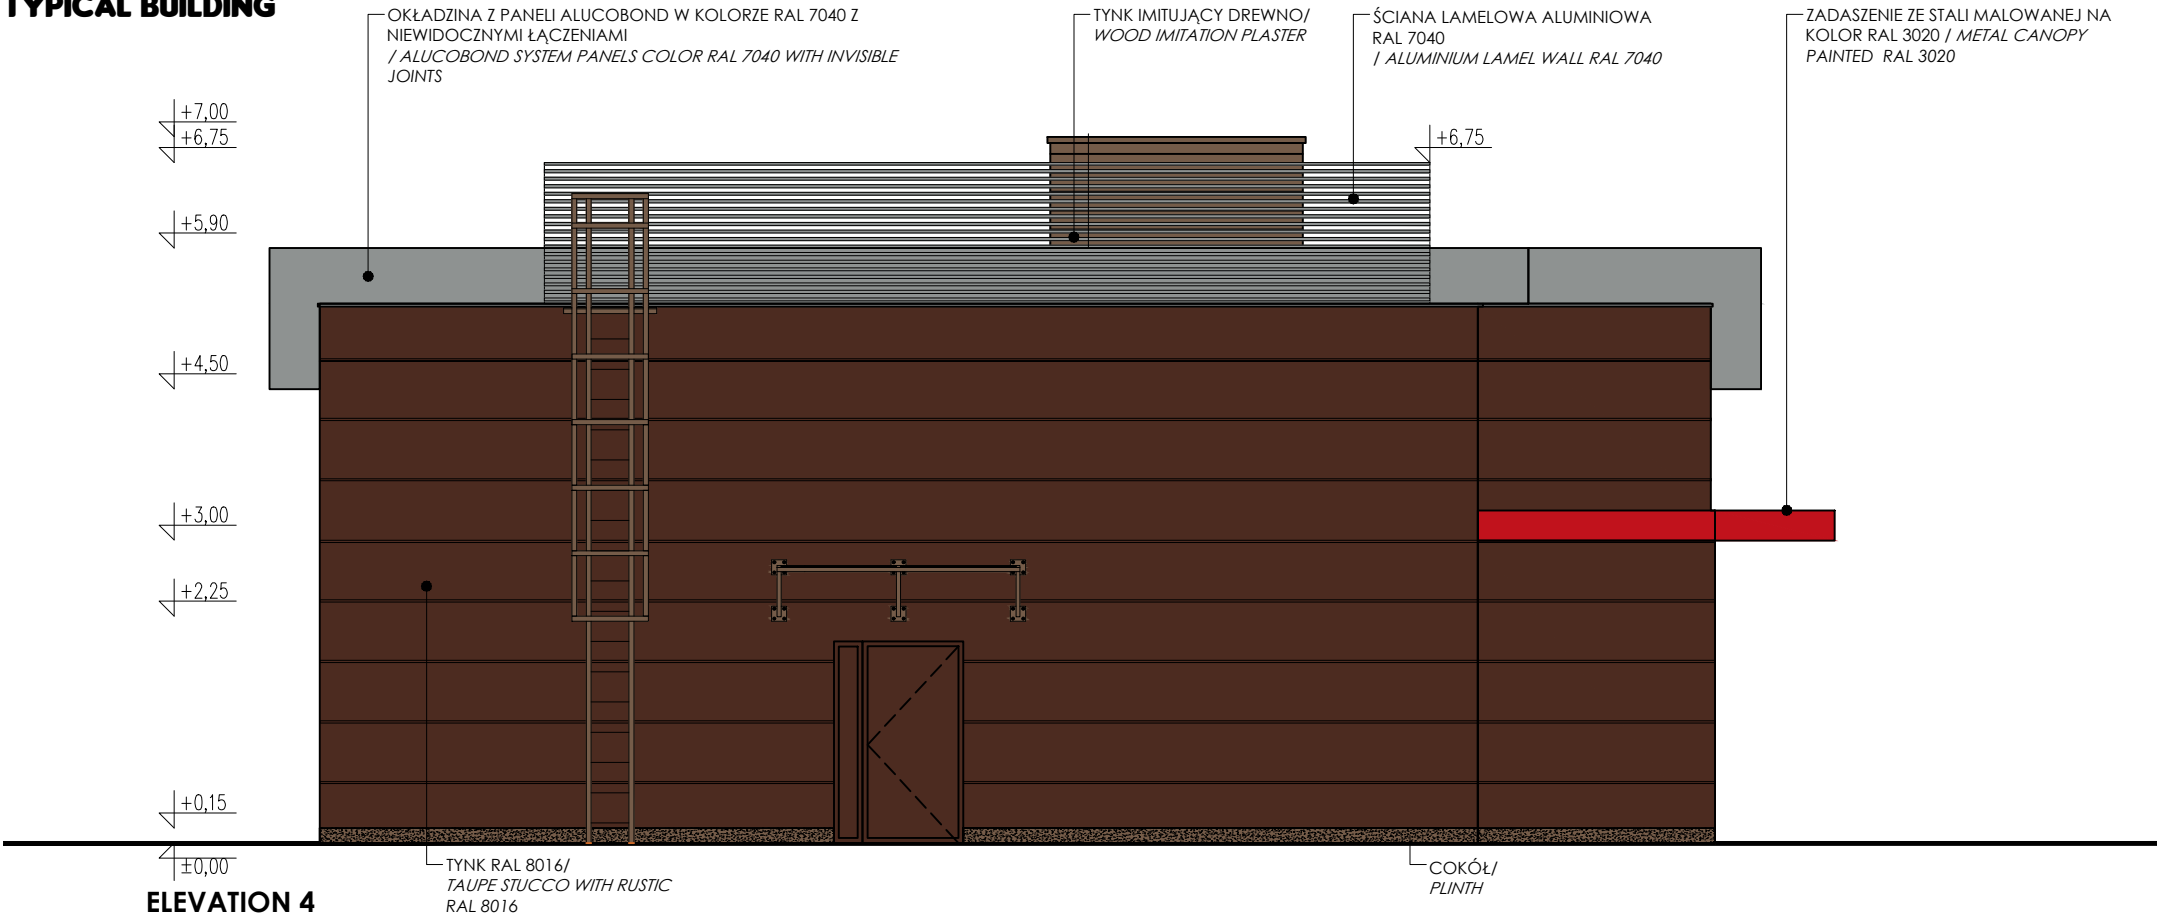 TYPICAL BUILDING
OKŁADZINA Z PANELI ALUCOBOND W KOLORZE RAL 7040 Z
NIEWIDOCZNYMI ŁĄCZENIAMI
/ ALUCOBOND SYSTEM PANELS COLOR RAL 7040 WITH INVISIBLE
JOINTS
TYNK IMITUJĄCY DREWNO/
WOOD IMITATION PLASTER
ŚCIANA LAMELOWA ALUMINIOWA
RAL 7040
/ ALUMINIUM LAMEL WALL RAL 7040
ZADASZENIE ZE STALI MALOWANEJ NA
KOLOR RAL 3020 / METAL CANOPY
PAINTED RAL 3020
+7,00
+6,75
+6,75
+5,90
+4,50
+3,00
+2,25
+0,15
±0,00
TYNK RAL 8016/
TAUPE STUCCO WITH RUSTIC
RAL 8016
COKÓŁ/
PLINTH
ELEVATION 4